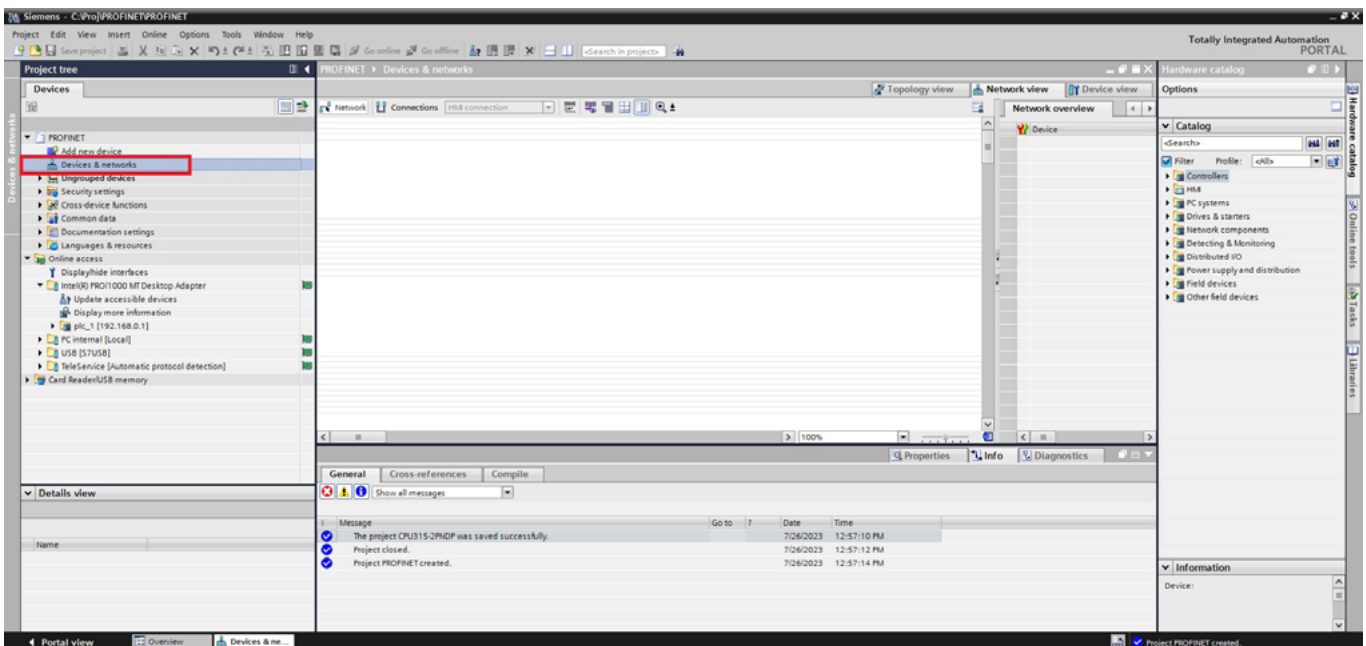 Siemens - C:\Proj\PROFINET\PROFINET
Project Edit View Insert Online Options Tools Window Help
Totally Integrated Automation
PORTAL
Save project Go online Go offline <Search in project>
Project tree
PROFINET Devices & networks
Hardware catalog
Devices
Topology view Network view Device view
Options
Network Connections HMI connection
Network overview
Device
Catalog
<Search>
Filter Profile: <All>
Controllers
HMI
PC systems
Drives & starters
Network components
Detecting & Monitoring
Distributed I/O
Power supply and distribution
Field devices
Other field devices
Devices & networks
PROFINET
Add new device
Devices & networks
Ungrouped devices
Security settings
Cross-device functions
Common data
Documentation settings
Languages & resources
Online access
Display/hide interfaces
Intel(R) PRO/1000 MT Desktop Adapter
Update accessible devices
Display more information
plc_1 [192.168.0.1]
PC internal [Local]
USB [S7USB]
TeleService [Automatic protocol detection]
Card Reader/USB memory
Hardware catalog
Online tools
Tasks
Libraries
100%
Properties Info Diagnostics
General Cross-references Compile
Show all messages
! Message Go to ? Date Time
The project CPU315-2PNDP was saved successfully. 7/26/2023 12:57:10 PM
Project closed. 7/26/2023 12:57:12 PM
Project PROFINET created. 7/26/2023 12:57:14 PM
Details view
Name
Information
Device:
Portal view Overview Devices & ne...
Project PROFINET created.